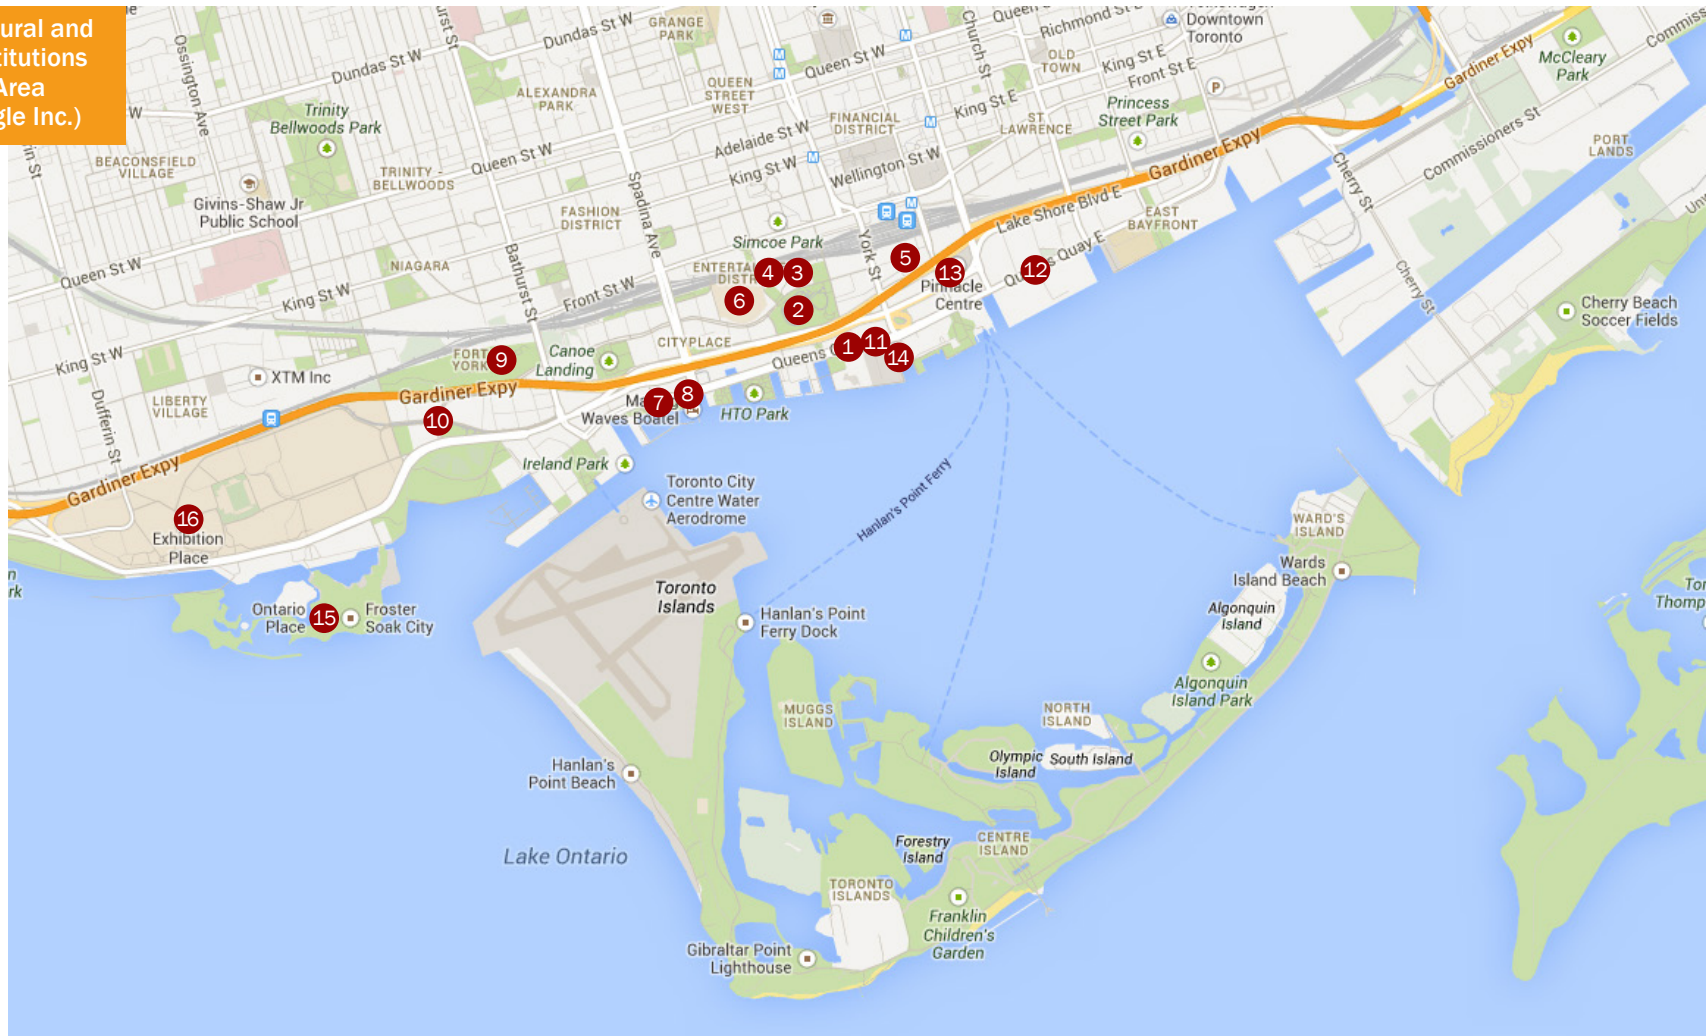 ural and
titutions
Area
gle Inc.)
Ossington Ave
Dundas St W
Dundas St W
GRANGE
PARK
Queen St W
Church St
Richmond St E
Downtown
Toronto
Gardiner Expy
McCleary
Park
Trinity
Bellwoods Park
ALEXANDRA
PARK
QUEEN
STREET
WEST
OLD
TOWN
King St E
Front St E
P
Princess
Street Park
King St E
FINANCIAL
DISTRICT
ST
LAWRENCE
Adelaide St W
Queen St W
King St W
Wellington St W
BEACONSFIELD
VILLAGE
TRINITY -
BELLWOODS
Givins-Shaw Jr
Public School
FASHION
DISTRICT
Spadina Ave
Simcoe Park
York St
Gardiner Expy
Lake Shore Blvd E
EAST
BAYFRONT
Queens Quay E
Cherry St
Commissioners St
PORT
LANDS
Cherry St
Cherry Beach
Soccer Fields
Queen St W
NIAGARA
King St W
Bathurst St
Front St W
4
3
5
6
2
13
12
Pinnacle
Centre
CITYPLACE
1
11
14
King St W
XTM Inc
LIBERTY
VILLAGE
Dufferin St
FORT
YORK
9
Canoe
Landing
Gardiner Expy
10
7
8
Waves Boatel
HTO Park
Ireland Park
Gardiner Expy
16
Exhibition
Place
Toronto City
Centre Water
Aerodrome
Hanlan's Point Ferry
WARD'S
ISLAND
Wards
Island Beach
Ontario
Place
15
Froster
Soak City
Toronto
Islands
Hanlan's Point
Ferry Dock
Algonquin
Island
Algonquin
Island Park
MUGGS
ISLAND
NORTH
ISLAND
Olympic
Island
South Island
Hanlan's
Point Beach
Lake Ontario
Forestry
Island
CENTRE
ISLAND
TORONTO
ISLANDS
Franklin
Children's
Garden
Gibraltar Point
Lighthouse